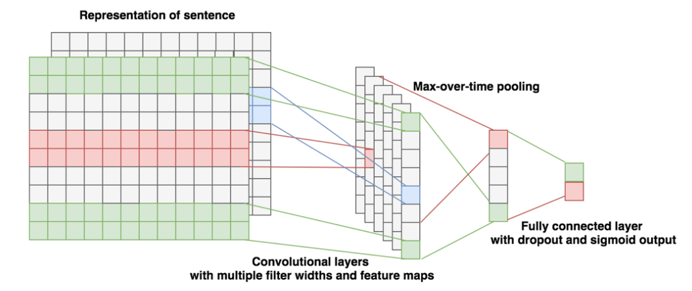 Representation of sentence
Max-over-time pooling
Convolutional layers
with multiple filter widths and feature maps
Fully connected layer
with dropout and sigmoid output